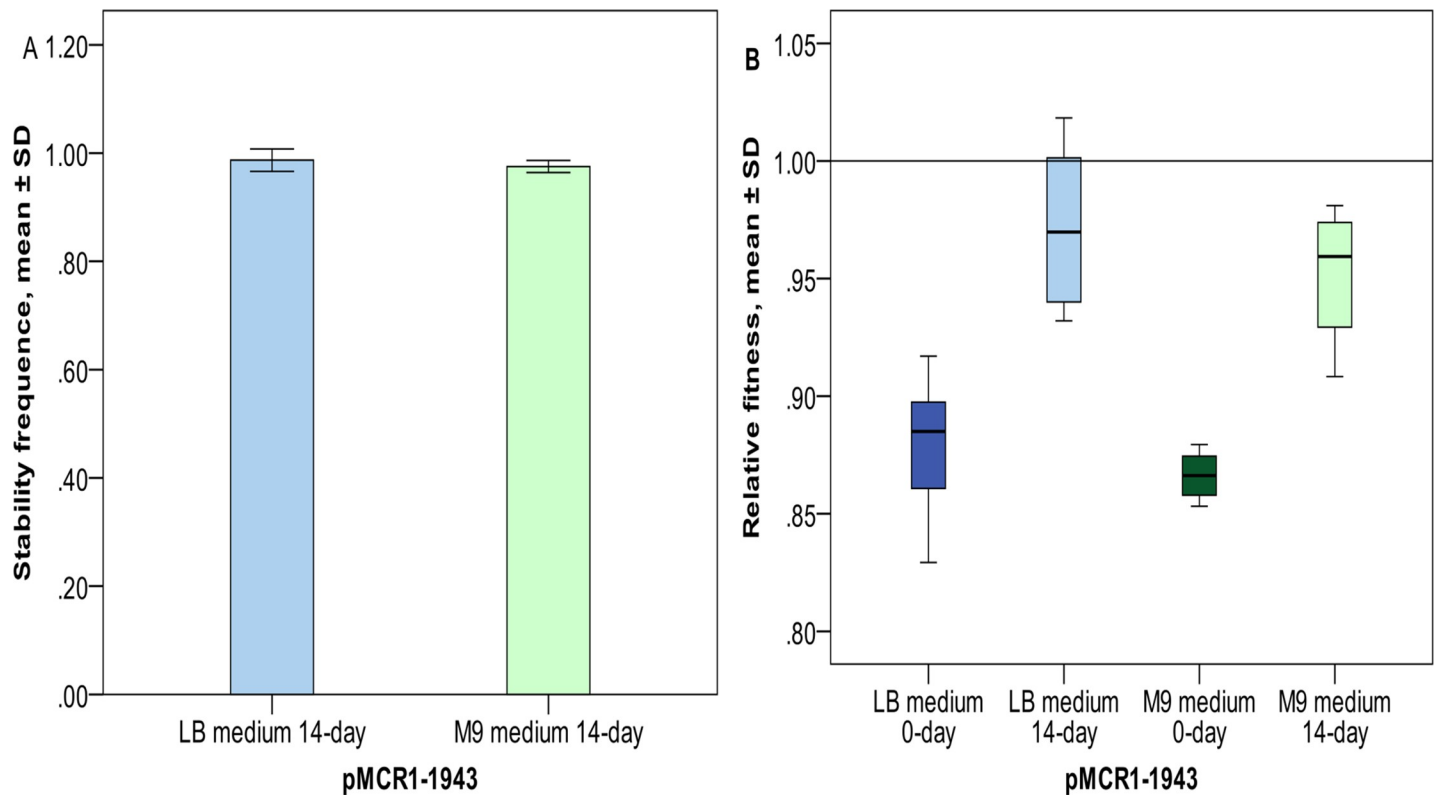 A
Stability frequence, mean ± SD
1.20
1.00
.80
.60
.40
.20
.00
LB medium 14-day
M9 medium 14-day
pMCR1-1943
B
Relative fitness, mean ± SD
1.05
1.00
.95
.90
.85
.80
LB medium
0-day
LB medium
14-day
M9 medium
0-day
M9 medium
14-day
pMCR1-1943